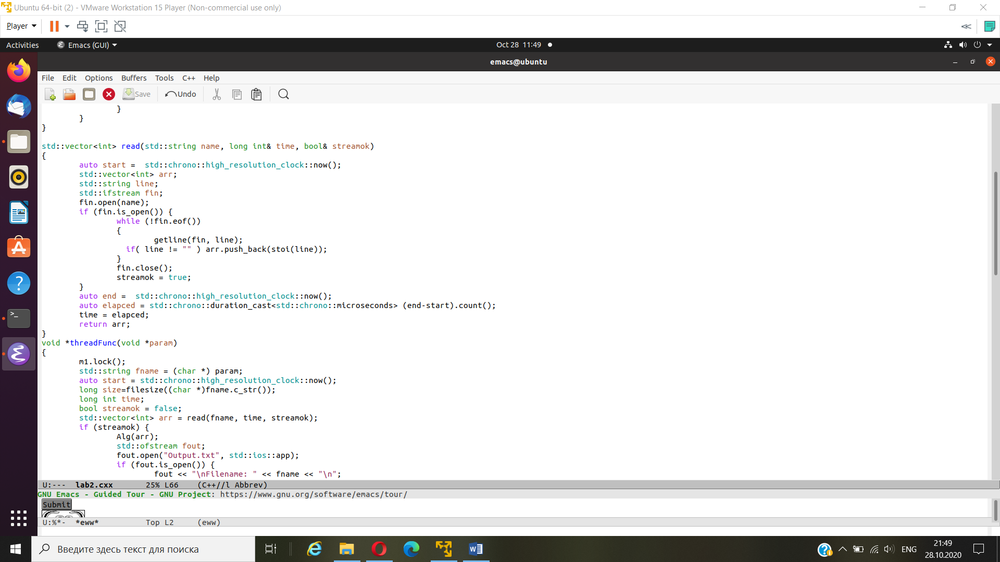 Ubuntu 64-bit (2) - VMware Workstation 15 Player (Non-commercial use only)
Player
Activities Emacs (GUI) Oct 28 11:49
emacs@ubuntu
File Edit Options Buffers Tools C++ Help
Save Undo
}
}
}
std::vector<int> read(std::string name, long int& time, bool& streamok)
{
auto start =  std::chrono::high_resolution_clock::now();
std::vector<int> arr;
std::string line;
std::ifstream fin;
fin.open(name);
if (fin.is_open()) {
while (!fin.eof())
{
getline(fin, line);
if( line != "" ) arr.push_back(stoi(line));
}
fin.close();
streamok = true;
}
auto end =  std::chrono::high_resolution_clock::now();
auto elapced = std::chrono::duration_cast<std::chrono::microseconds> (end-start).count();
time = elapced;
return arr;
}
void *threadFunc(void *param)
{
m1.lock();
std::string fname = (char *) param;
auto start = std::chrono::high_resolution_clock::now();
long size=filesize((char *)fname.c_str());
long int time;
bool streamok = false;
std::vector<int> arr = read(fname, time, streamok);
if (streamok) {
Alg(arr);
std::ofstream fout;
fout.open("Output.txt", std::ios::app);
if (fout.is_open()) {
fout << "\nFilename: " << fname << "\n";
U:---  lab2.cxx       25% L66    (C++//l Abbrev)
GNU Emacs - Guided Tour - GNU Project: https://www.gnu.org/software/emacs/tour/
Submit
U:%*-  *eww*          Top L2     (eww)
Введите здесь текст для поиска
ENG
21:49
28.10.2020